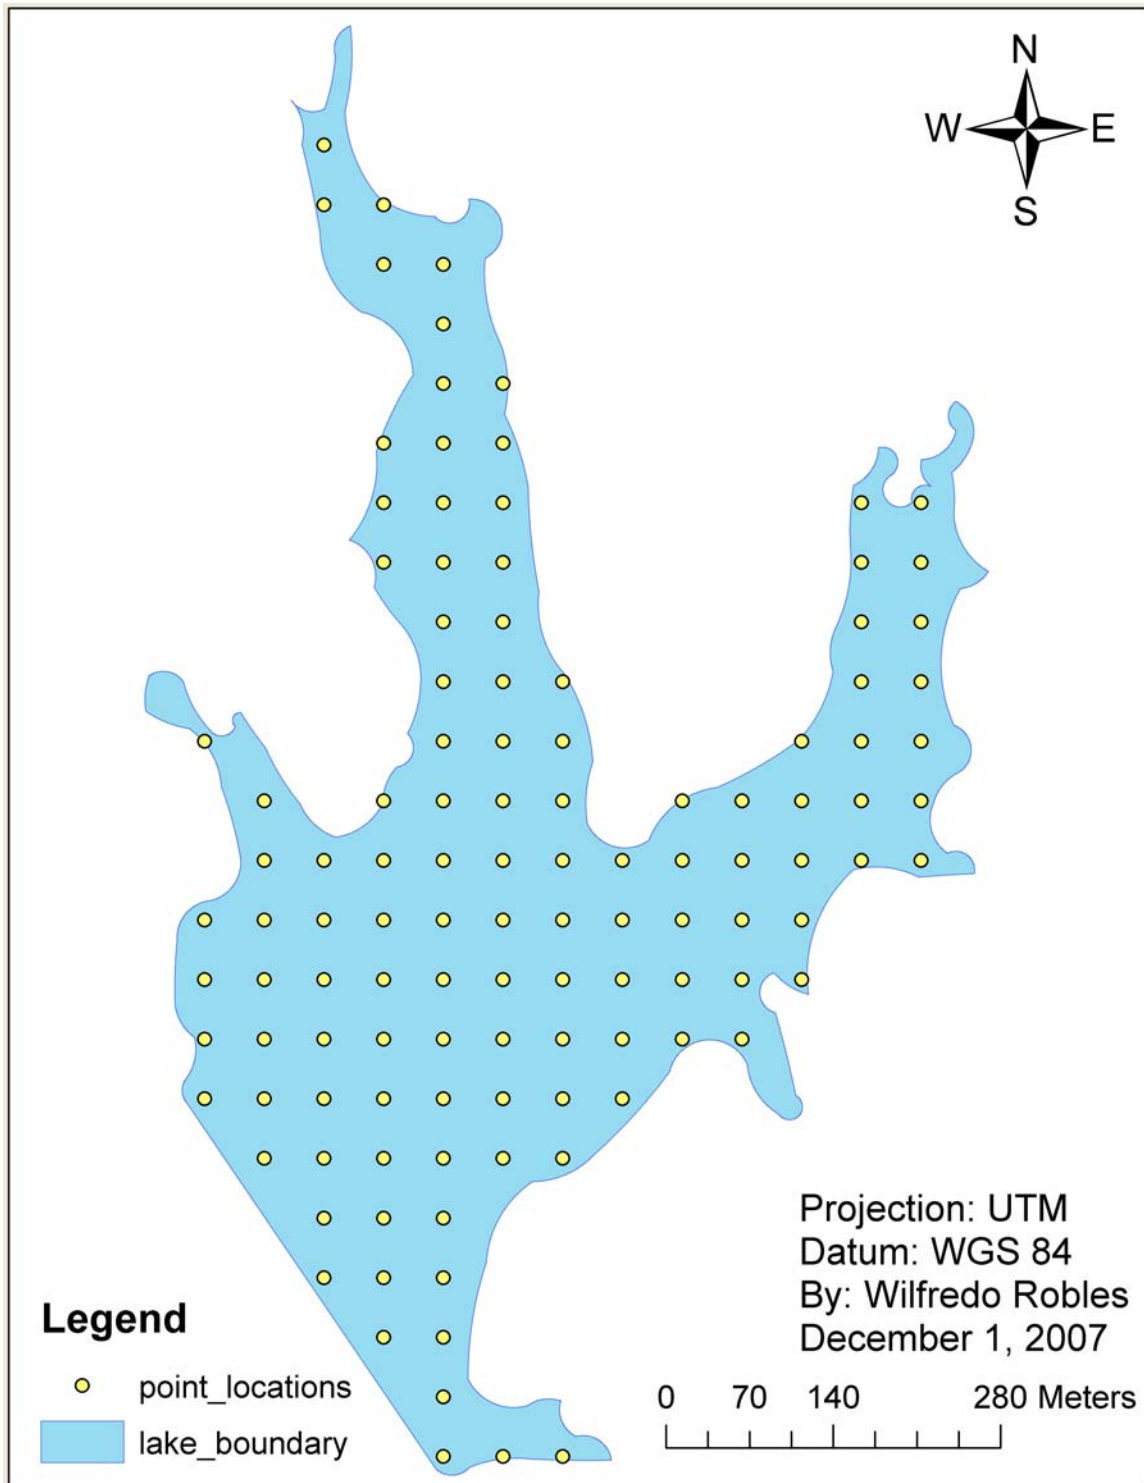 N
W E
S
Projection: UTM
Datum: WGS 84
By: Wilfredo Robles
December 1, 2007
Legend
point_locations
lake_boundary
0 70 140 280 Meters